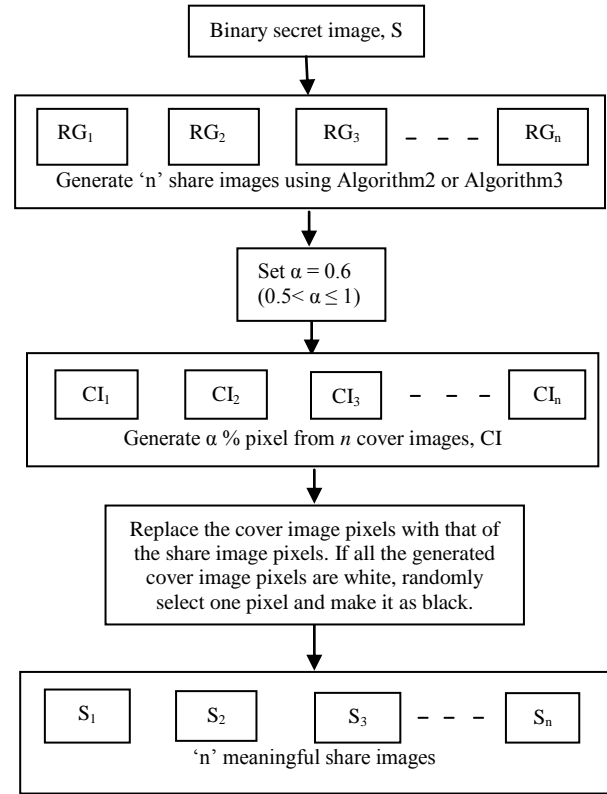 Binary secret image, S
RG₁ RG₂ RG₃ – – – RGₙ
Generate ‘n’ share images using Algorithm2 or Algorithm3
Set α = 0.6
(0.5< α ≤ 1)
CI₁ CI₂ CI₃ – – – CIₙ
Generate α % pixel from n cover images, CI
Replace the cover image pixels with that of
the share image pixels. If all the generated
cover image pixels are white, randomly
select one pixel and make it as black.
S₁ S₂ S₃ – – – Sₙ
‘n’ meaningful share images